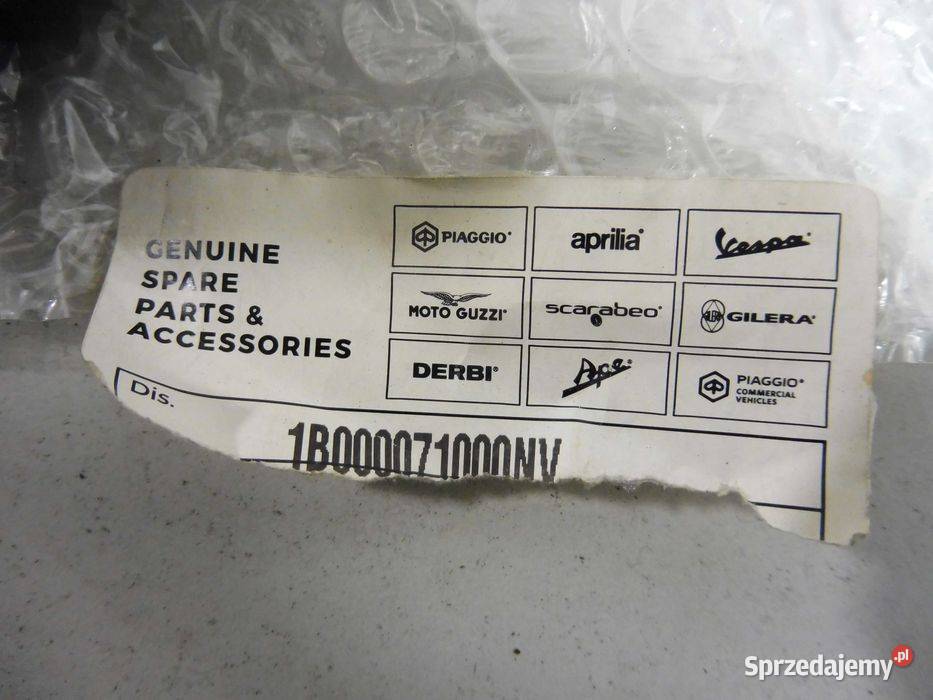 GENUINE
SPARE
PARTS &
ACCESSORIES
PIAGGIO®
aprilia®
Vespa®
MOTO GUZZI®
scarabeo®
GILERA®
DERBI®
Ape®
PIAGGIO®
COMMERCIAL
VEHICLES
Dis.
1B000071000NV
Sprzedajemy.pl